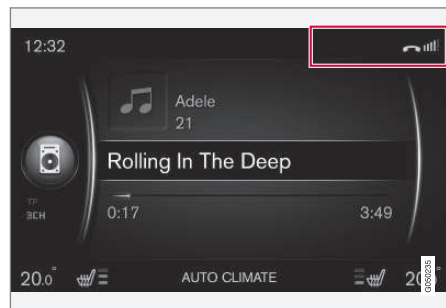 12:32
Adele
21
Rolling In The Deep
TP
3CH
0:17 3:49
20.0° AUTO CLIMATE
G050235